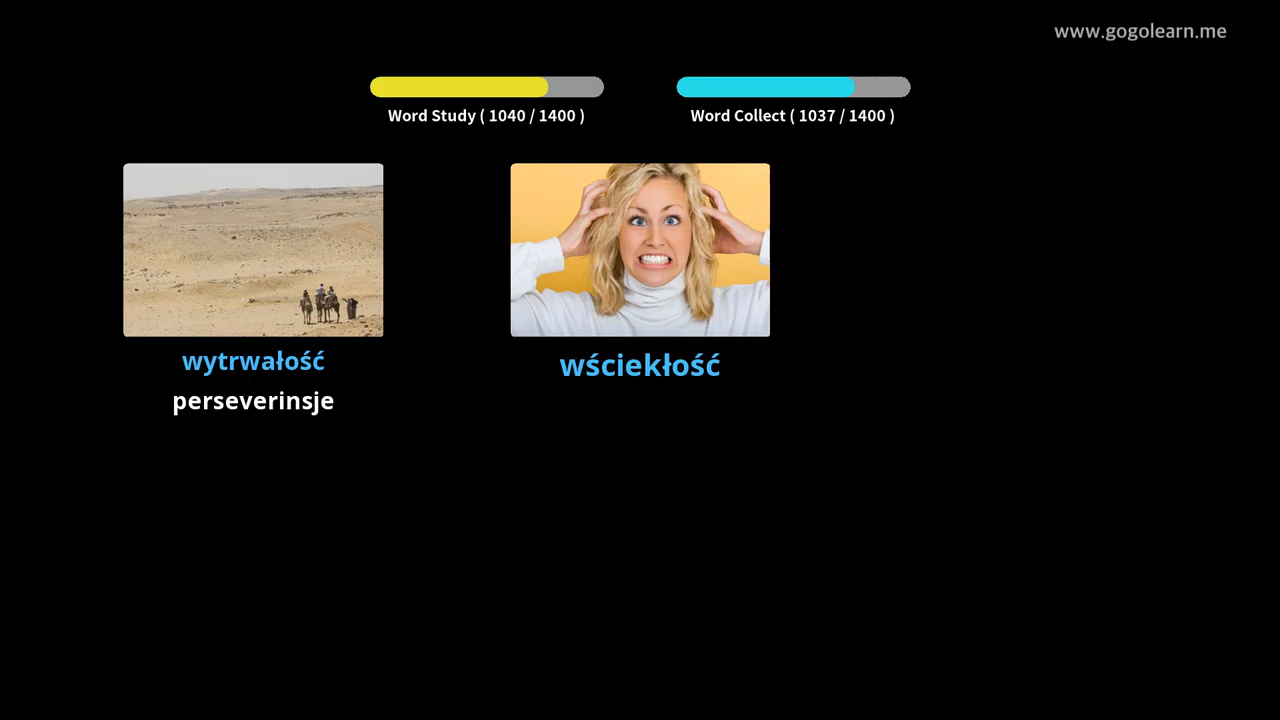 www.gogolearn.me
Word Study ( 1040 / 1400 )
Word Collect ( 1037 / 1400 )
wytrwałość
perseverinsje
wściekłość